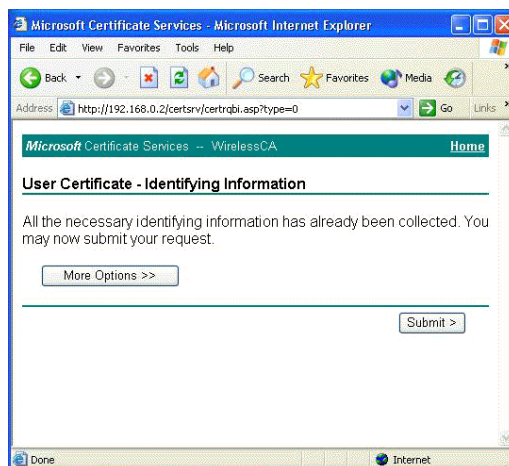 Microsoft Certificate Services - Microsoft Internet Explorer
File Edit View Favorites Tools Help
Back Search Favorites Media
Address http://192.168.0.2/certsrv/certrqbi.asp?type=0 Go Links
Microsoft Certificate Services -- WirelessCA Home
User Certificate - Identifying Information
All the necessary identifying information has already been collected. You
may now submit your request.
More Options >>
Submit >
Done Internet